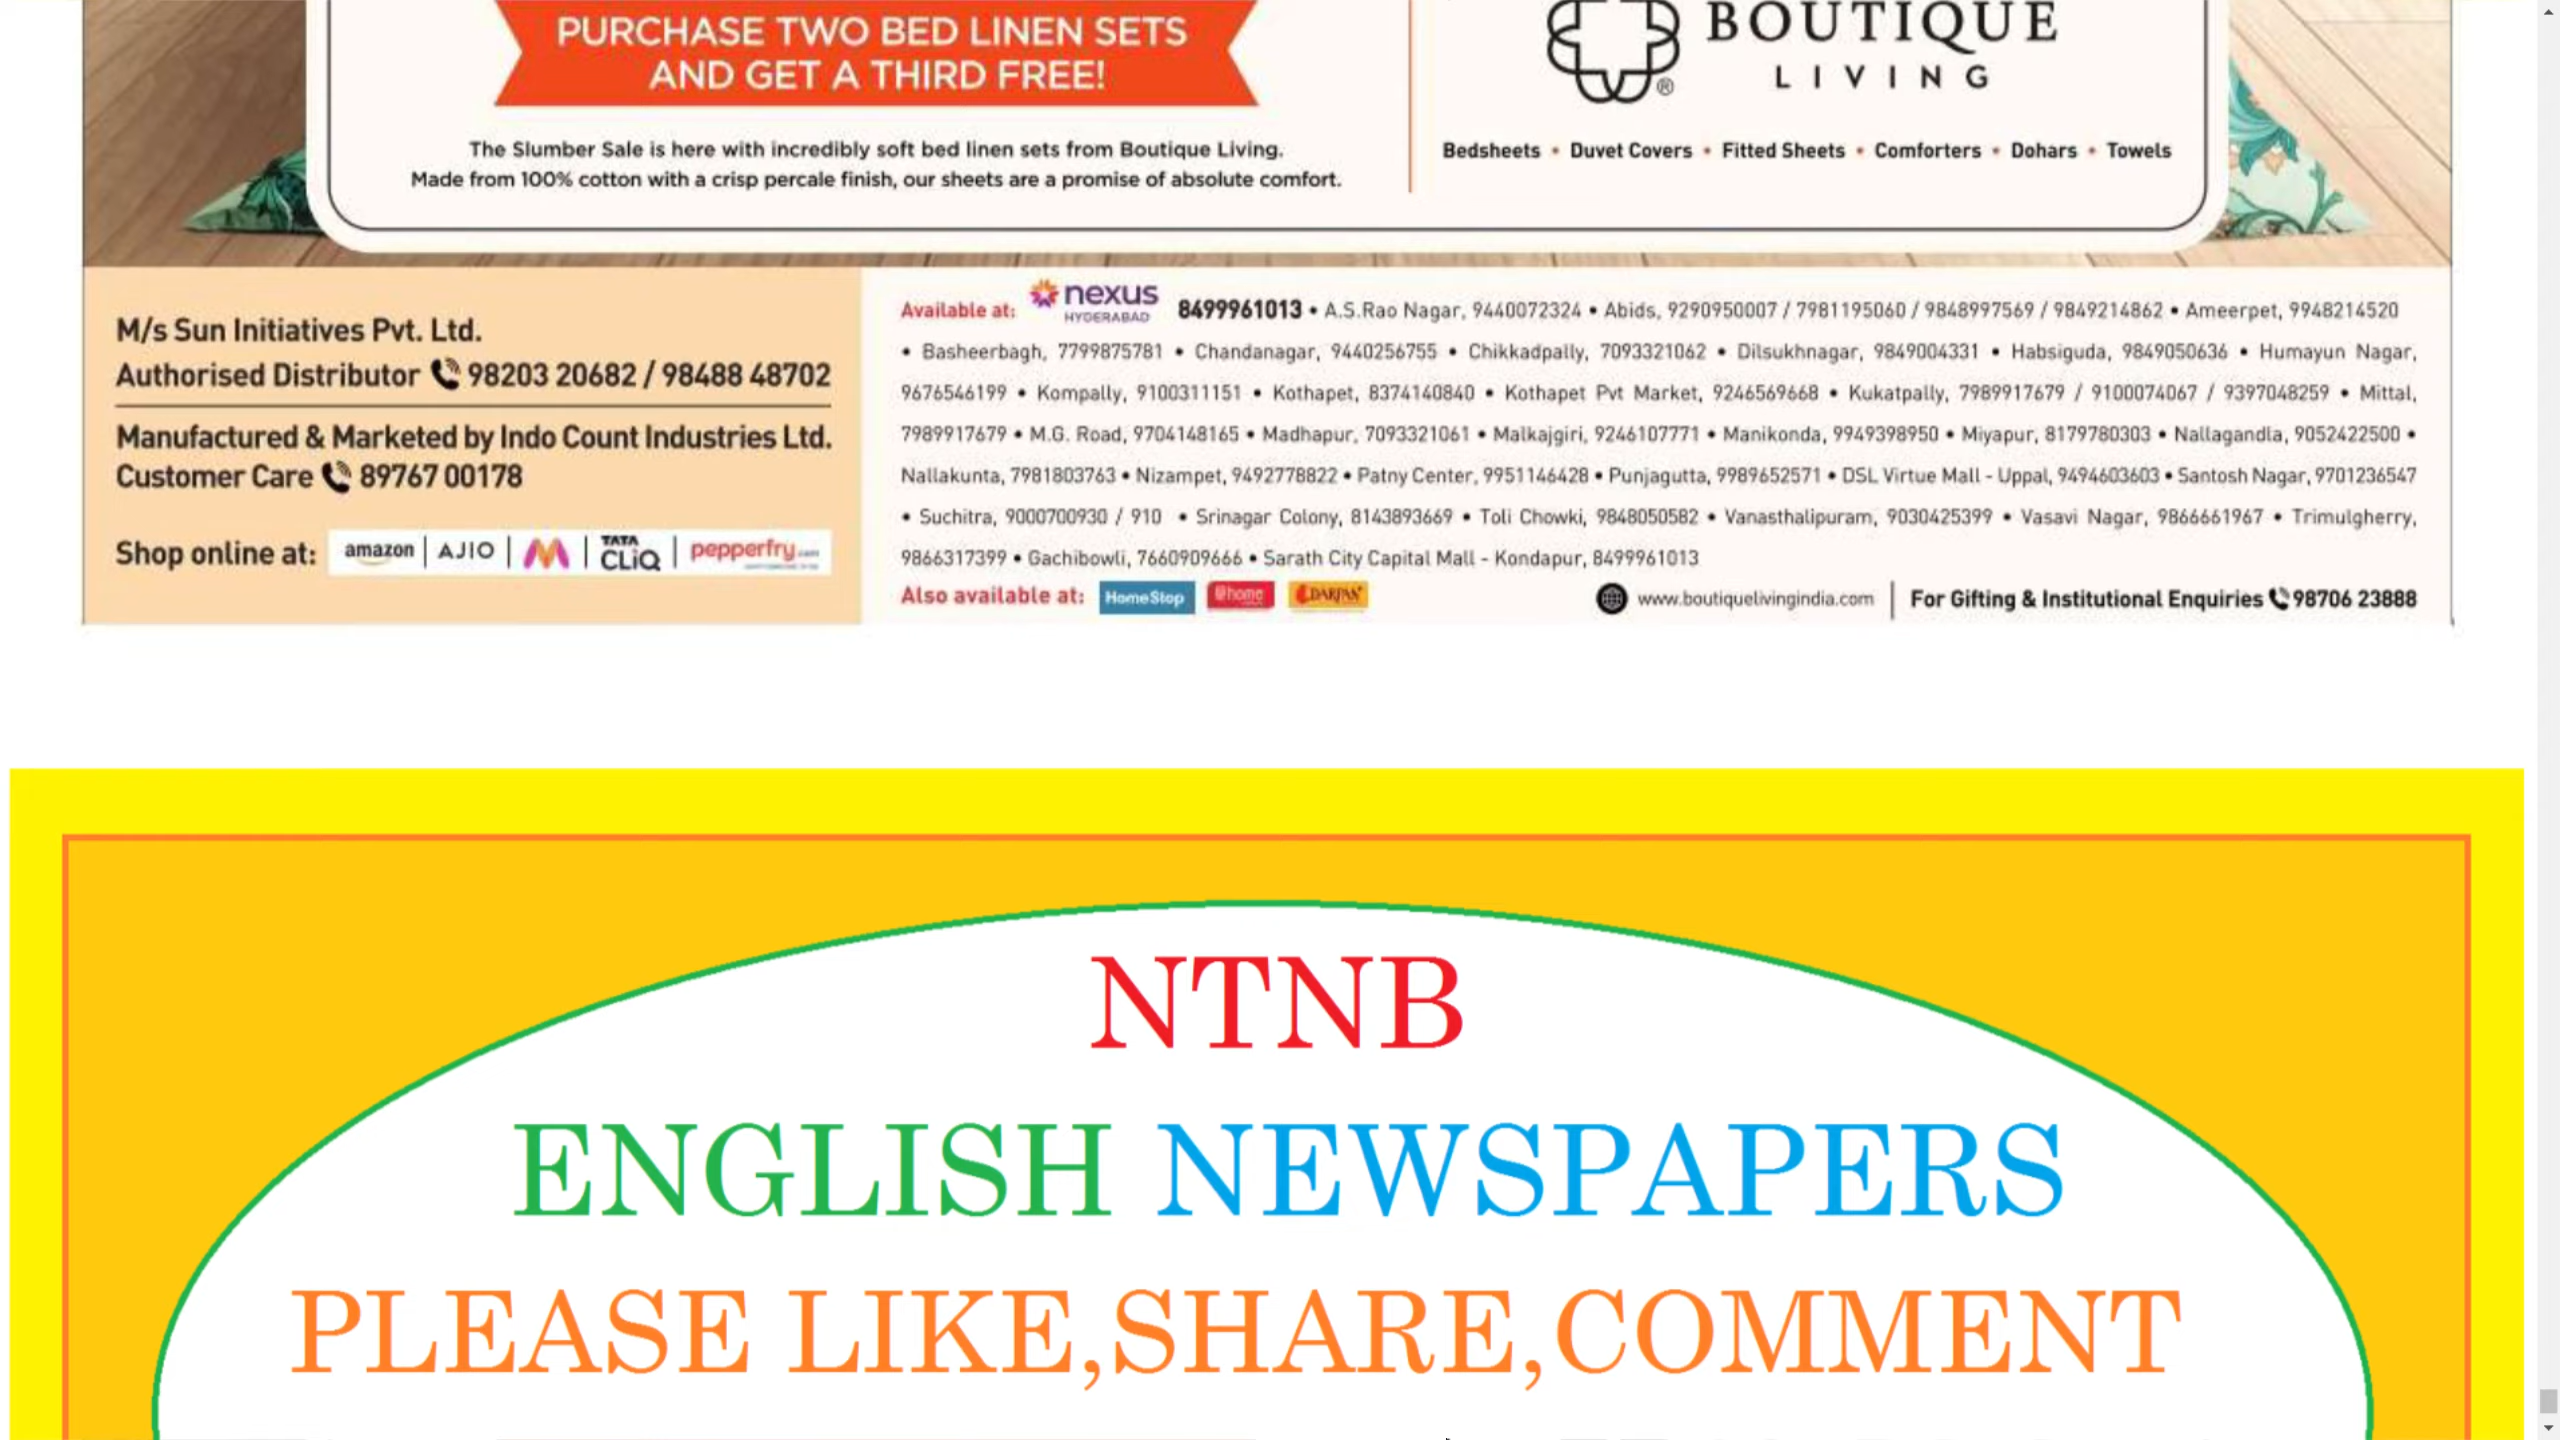 PURCHASE TWO BED LINEN SETS
AND GET A THIRD FREE!
The Slumber Sale is here with incredibly soft bed linen sets from Boutique Living.
Made from 100% cotton with a crisp percale finish, our sheets are a promise of absolute comfort.
BOUTIQUE
LIVING
®
Bedsheets • Duvet Covers • Fitted Sheets • Comforters • Dohars • Towels
M/s Sun Initiatives Pvt. Ltd.
Authorised Distributor 98203 20682 / 98488 48702
Manufactured & Marketed by Indo Count Industries Ltd.
Customer Care 89767 00178
Shop online at: amazon | AJIO | M | TATA CLiQ | pepperfry.com
Available at: nexus HYDERABAD 8499961013 • A.S.Rao Nagar, 9440072324 • Abids, 9290950007 / 7981195060 / 9848997569 / 9849214862 • Ameerpet, 9948214520
• Basheerbagh, 7799875781 • Chandanagar, 9440256755 • Chikkadpally, 7093321062 • Dilsukhnagar, 9849004331 • Habsiguda, 9849050636 • Humayun Nagar,
9676546199 • Kompally, 9100311151 • Kothapet, 8374140840 • Kothapet Pvt Market, 9246569668 • Kukatpally, 7989917679 / 9100074067 / 9397048259 • Mittal,
7989917679 • M.G. Road, 9704148165 • Madhapur, 7093321061 • Malkajgiri, 9246107771 • Manikonda, 9949398950 • Miyapur, 8179780303 • Nallagandla, 9052422500 •
Nallakunta, 7981803763 • Nizampet, 9492778822 • Patny Center, 9951146428 • Punjagutta, 9989652571 • DSL Virtue Mall - Uppal, 9494603603 • Santosh Nagar, 9701236547
• Suchitra, 9000700930 / 910 • Srinagar Colony, 8143893669 • Toli Chowki, 9848050582 • Vanasthalipuram, 9030425399 • Vasavi Nagar, 9866661967 • Trimulgherry,
9866317399 • Gachibowli, 7660909666 • Sarath City Capital Mall - Kondapur, 8499961013
Also available at: HomeStop @home DARPAN
www.boutiquelivingindia.com | For Gifting & Institutional Enquiries 98706 23888
NTNB
ENGLISH NEWSPAPERS
PLEASE LIKE,SHARE,COMMENT